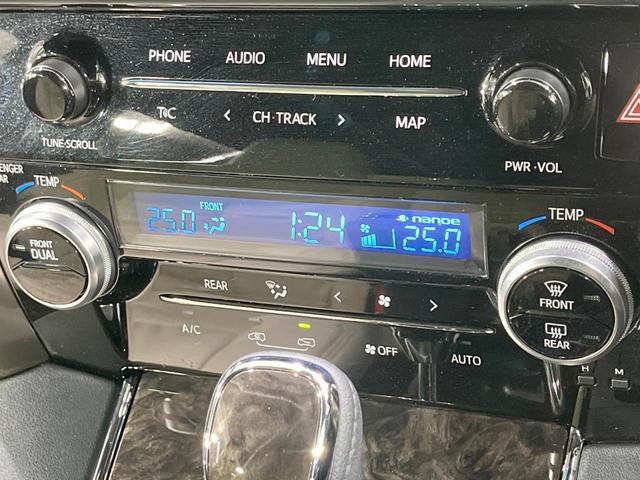 PHONE AUDIO MENU HOME
TUNE·SCROLL
T C < CH·TRACK > MAP
PWR·VOL
TEMP
TEMP
FRONT
DUAL
25.0 FRONT 1:24 nanoe 25.0
FRONT
REAR
REAR < >
A/C OFF AUTO
H M